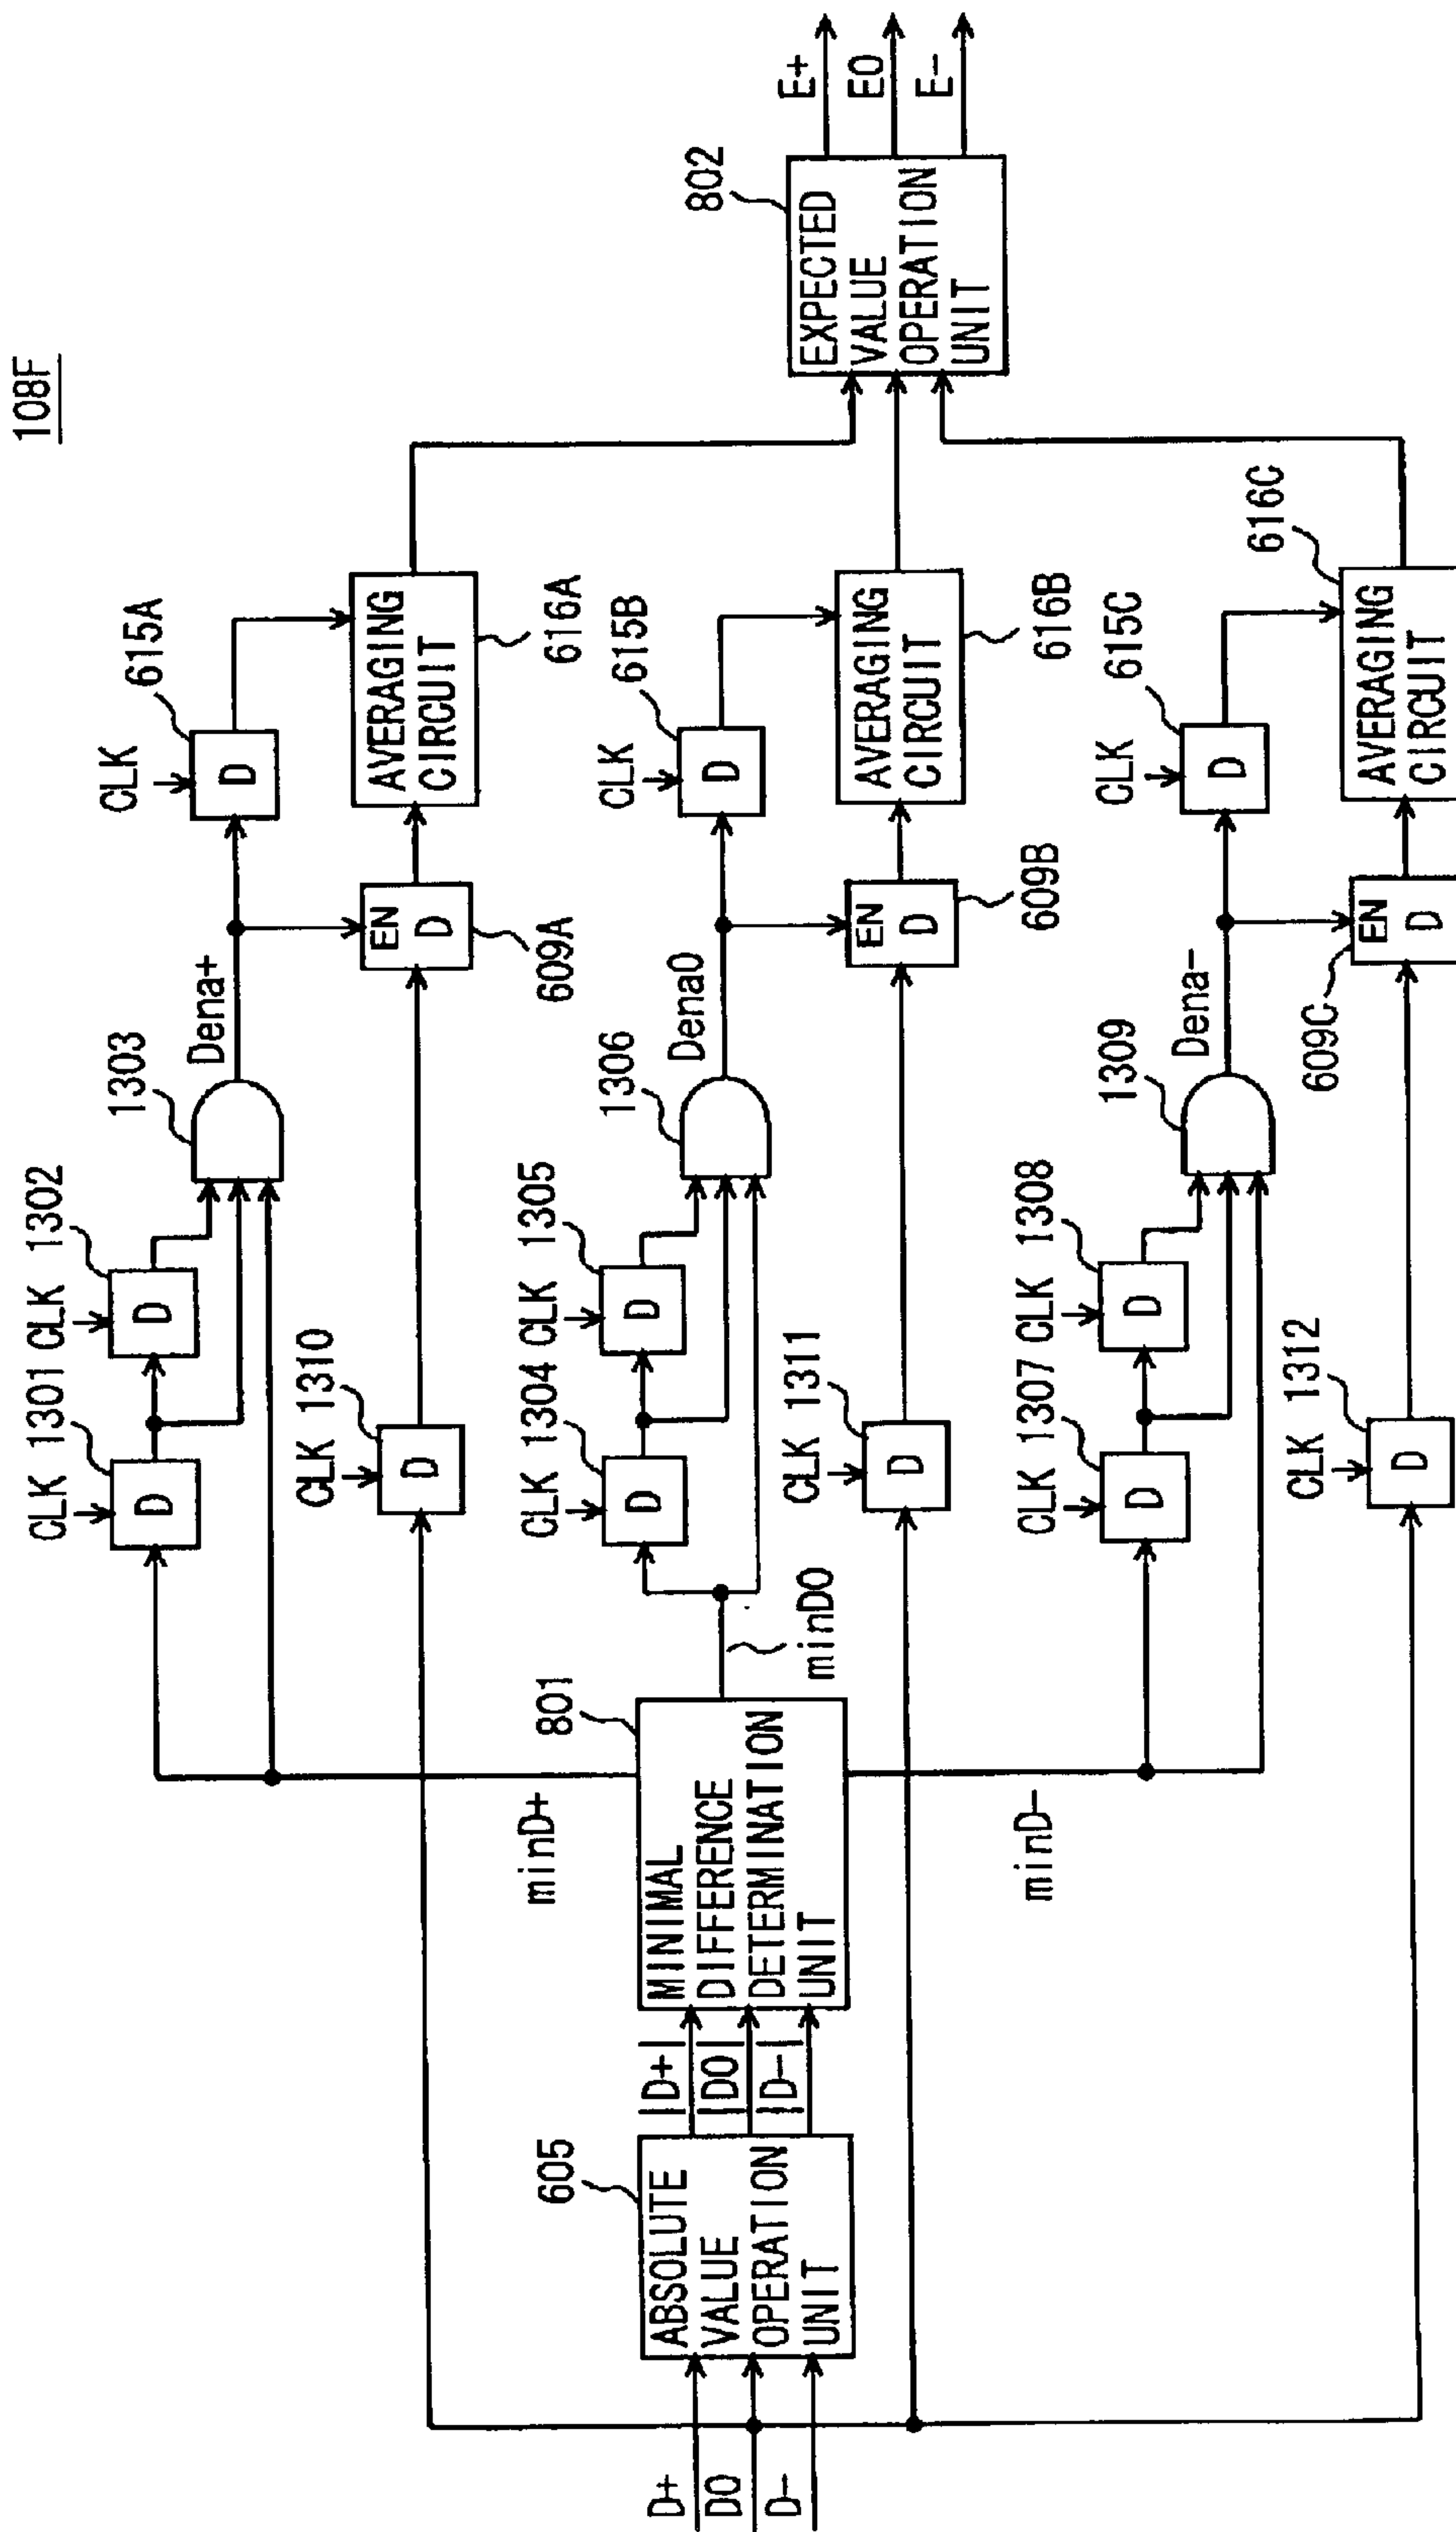 108F
D+
D0
D-
605
ABSOLUTE
VALUE
OPERATION
UNIT
|D+|
|D0|
|D-|
801
MINIMAL
DIFFERENCE
DETERMINATION
UNIT
minD+
minD0
minD-
CLK 1301
D
CLK 1302
D
1303
Dena+
CLK
615A
D
CLK 1310
D
EN
D
609A
AVERAGING
CIRCUIT
616A
CLK 1304
D
CLK 1305
D
1306
Dena0
CLK
615B
D
CLK 1311
D
EN
D
609B
AVERAGING
CIRCUIT
616B
CLK 1307
D
CLK 1308
D
1309
Dena-
CLK
615C
D
CLK 1312
D
609C
EN
D
AVERAGING
CIRCUIT
616C
802
EXPECTED
VALUE
OPERATION
UNIT
E+
E0
E-